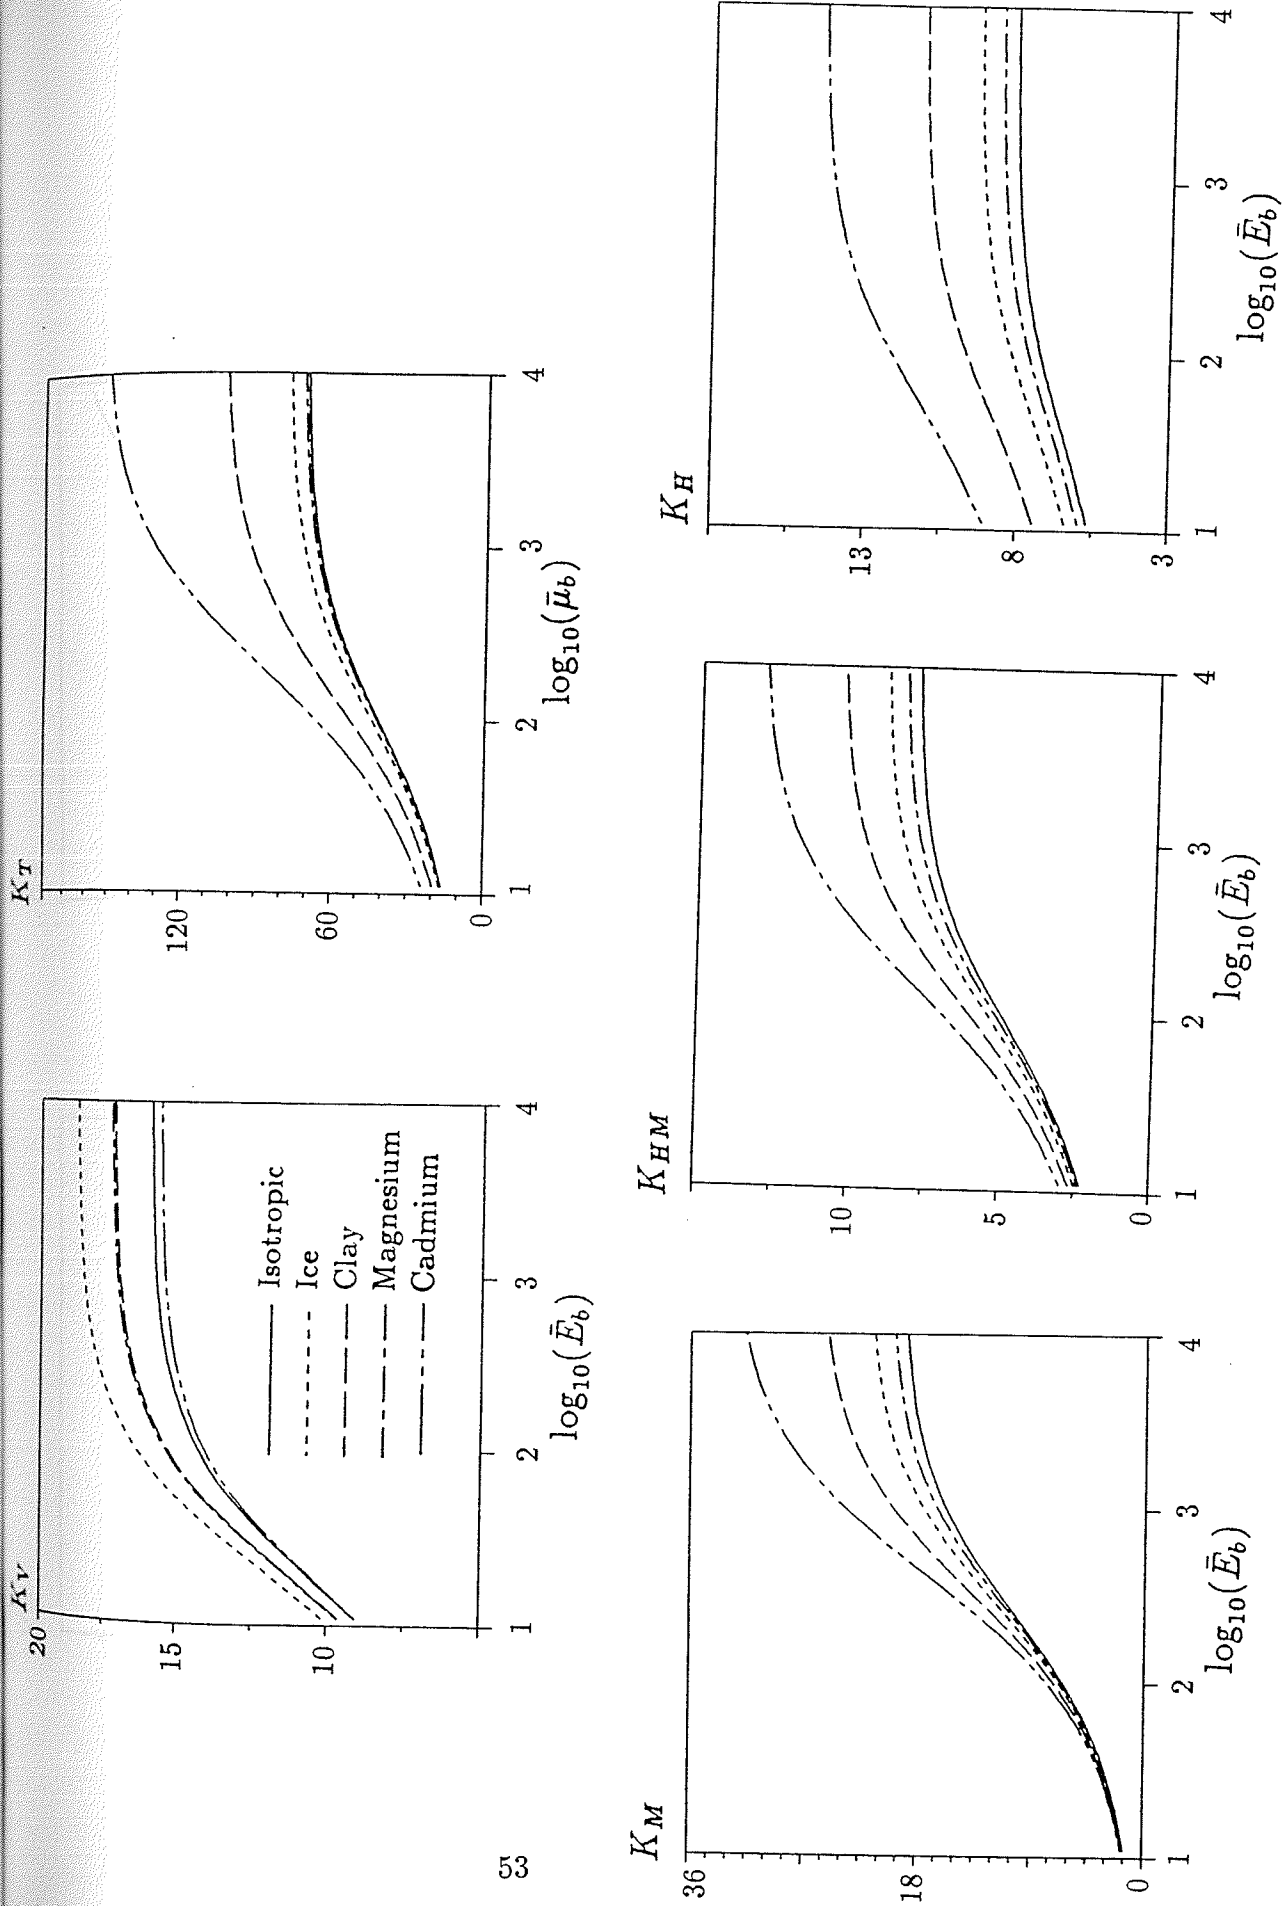 K_V
20
15
10
1 2 3 4
log₁₀(Ē_b)
Isotropic
Ice
Clay
Magnesium
Cadmium
K_T
120
60
0
1 2 3 4
log₁₀(μ̄_b)
K_M
36
18
0
1 2 3 4
log₁₀(Ē_b)
K_HM
10
5
0
1 2 3 4
log₁₀(Ē_b)
K_H
13
8
3
1 2 3 4
log₁₀(Ē_b)
53